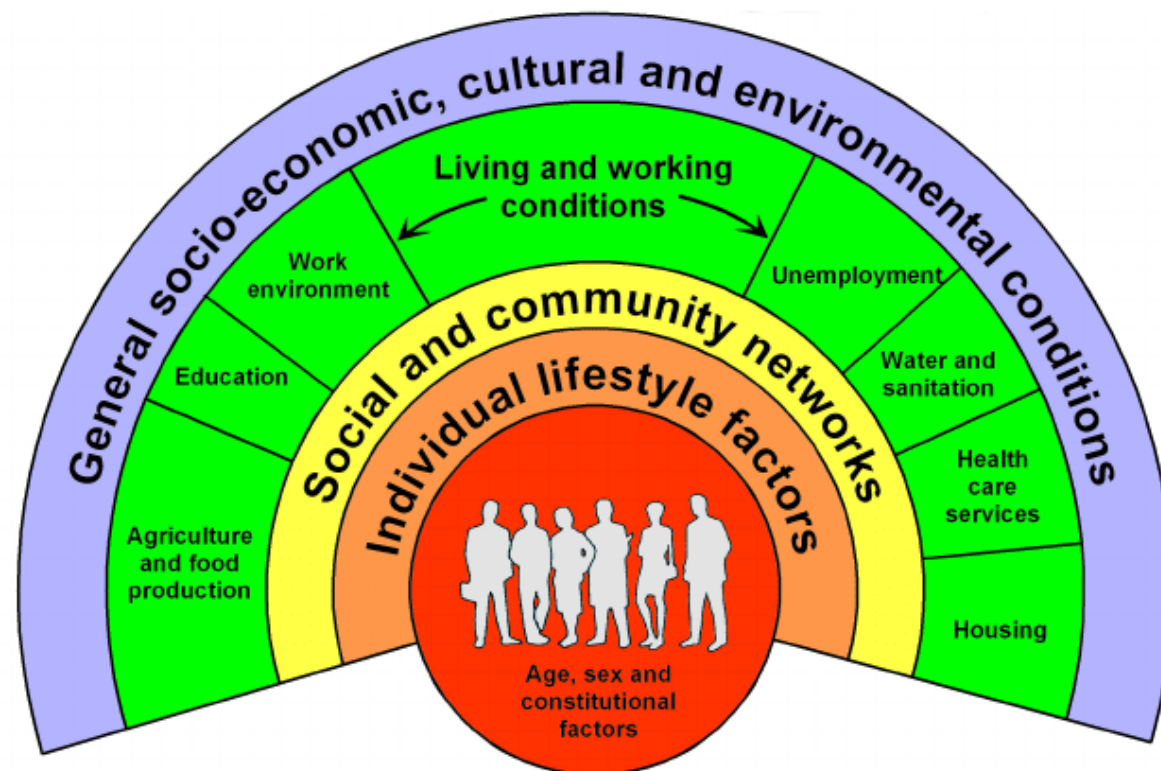 General socio-economic, cultural and environmental conditions
Living and working
conditions
Work
environment
Unemployment
Education
Water and
sanitation
Agriculture
and food
production
Health
care
services
Housing
Social and community networks
Individual lifestyle factors
Age, sex and
constitutional
factors